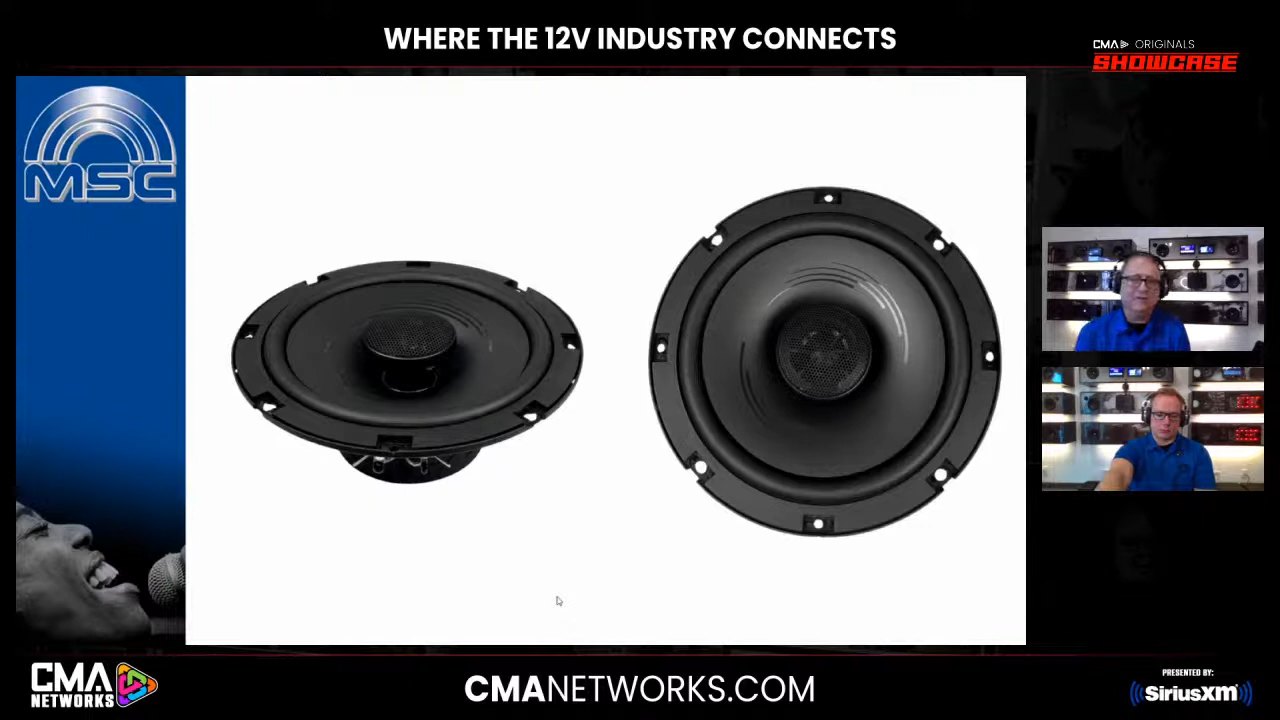 WHERE THE 12V INDUSTRY CONNECTS
CMA ORIGINALS
SHOWCASE
MSC
CMA
NETWORKS
CMANETWORKS.COM
PRESENTED BY:
SiriusXM